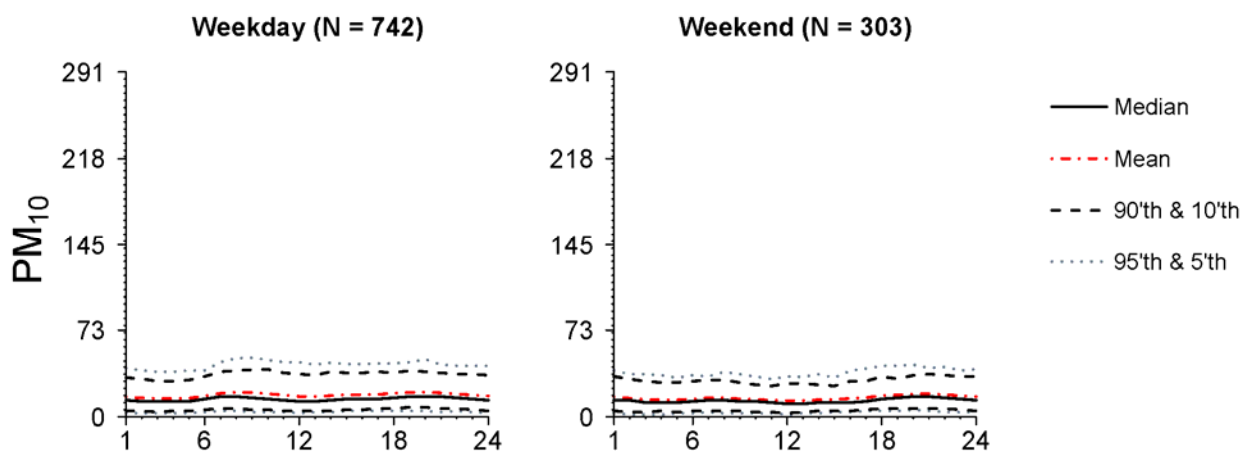 Weekday (N = 742)
Weekend (N = 303)
PM10
291
218
145
73
0
1 6 12 18 24
291
218
145
73
0
1 6 12 18 24
Median
Mean
90'th & 10'th
95'th & 5'th